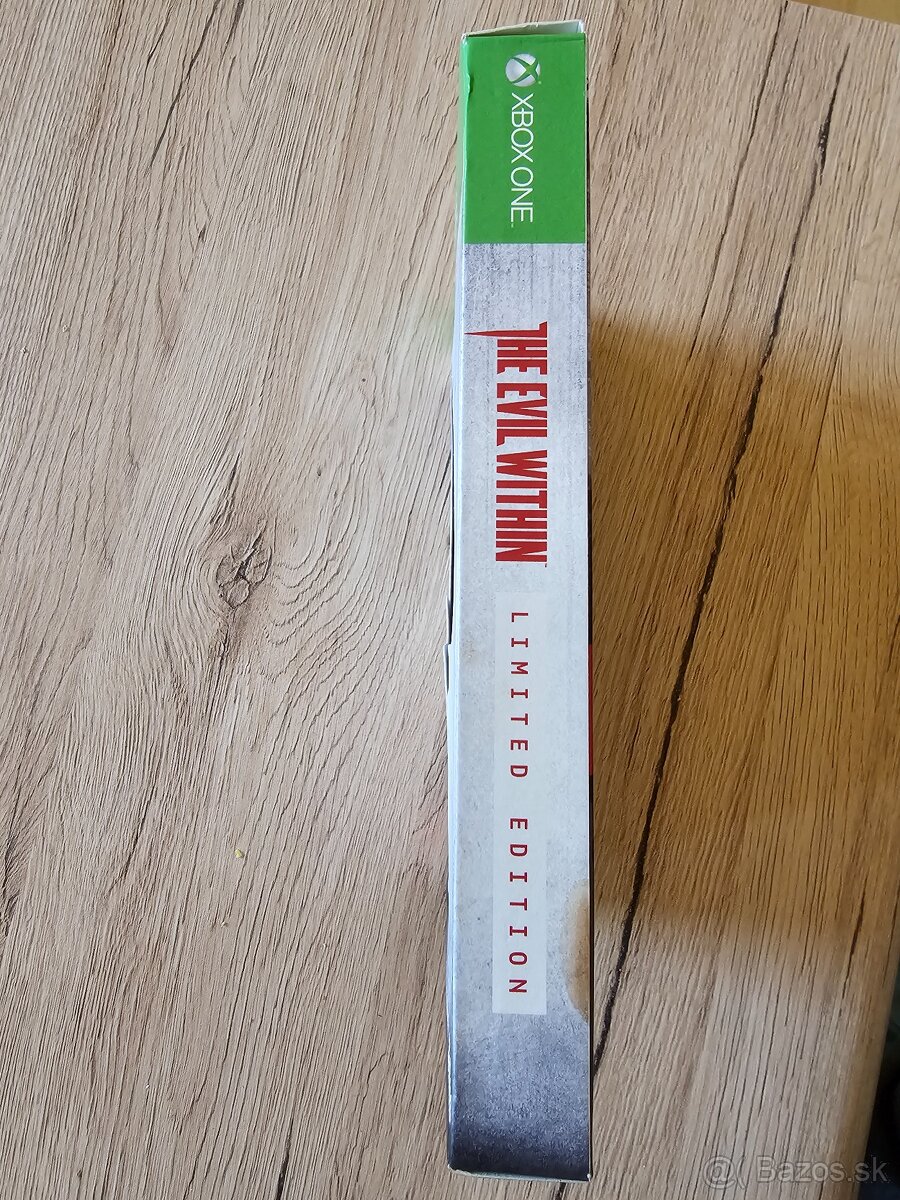 XBOX ONE
THE EVIL WITHIN
LIMITED EDITION
@ Bazos.sk